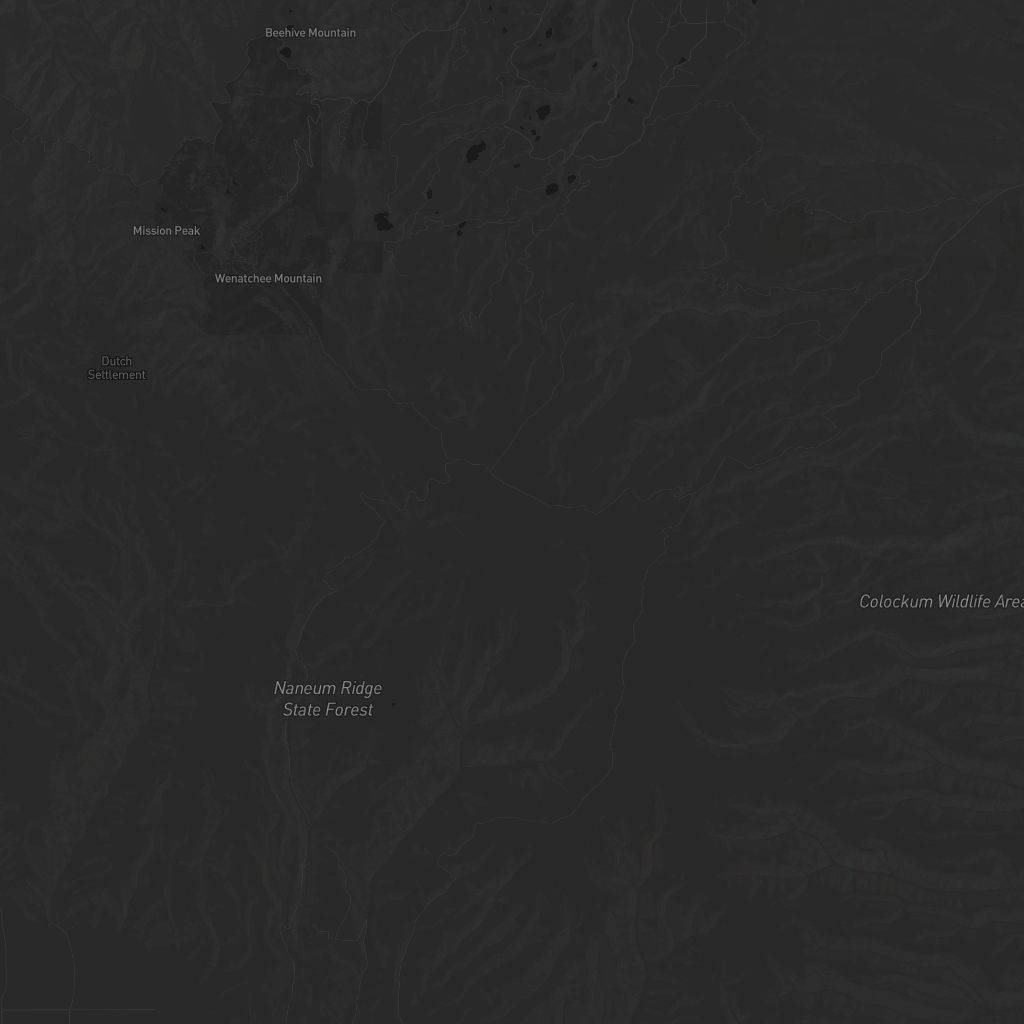 Beehive Mountain
Mission Peak
Wenatchee Mountain
Dutch
Settlement
Colockum Wildlife Area
Naneum Ridge
State Forest